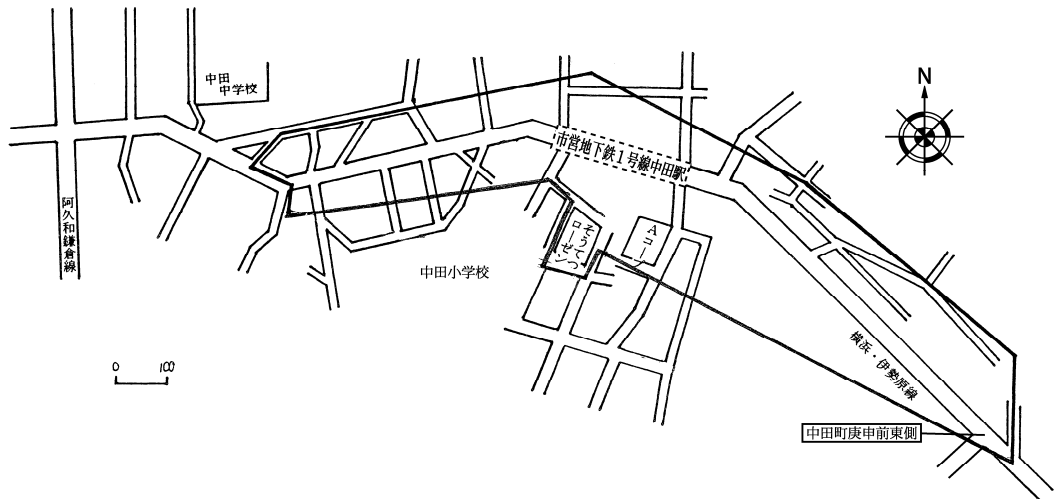 中田
中学校
N
市営地下鉄1号線中田駅
阿久和鎌倉線
そうてつ
ローゼン
Aコープ
中田小学校
横浜・伊勢原線
0 100
中田町庚申前東側